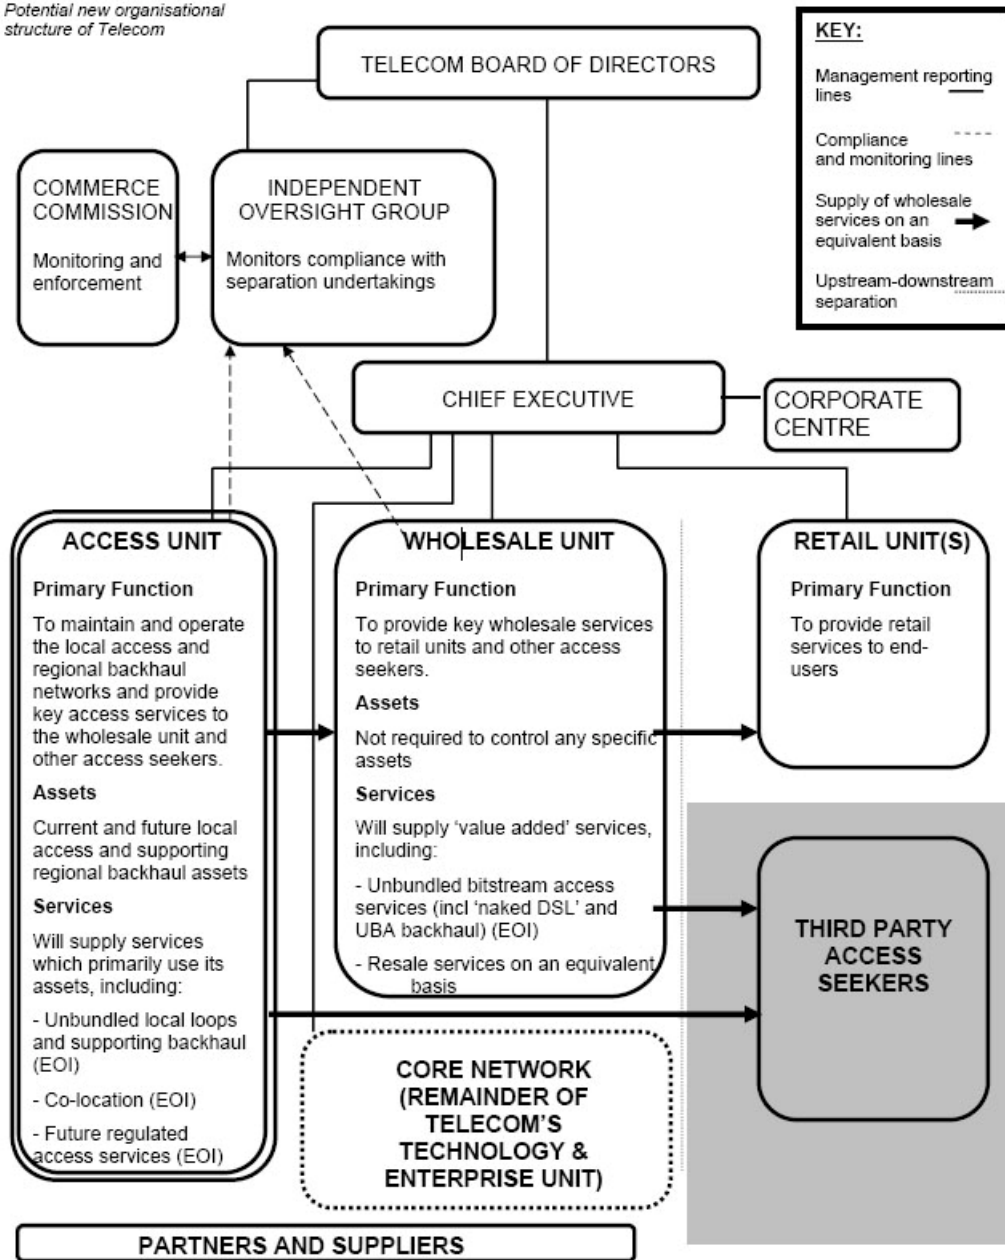 Potential new organisational
structure of Telecom
TELECOM BOARD OF DIRECTORS
KEY:
Management reporting
lines
Compliance
and monitoring lines
Supply of wholesale
services on an
equivalent basis
Upstream-downstream
separation
COMMERCE
COMMISSION
Monitoring and
enforcement
INDEPENDENT
OVERSIGHT GROUP
Monitors compliance with
separation undertakings
CHIEF EXECUTIVE
CORPORATE
CENTRE
ACCESS UNIT
Primary Function
To maintain and operate
the local access and
regional backhaul
networks and provide
key access services to
the wholesale unit and
other access seekers.
Assets
Current and future local
access and supporting
regional backhaul assets
Services
Will supply services
which primarily use its
assets, including:
- Unbundled local loops
and supporting backhaul
(EOI)
- Co-location (EOI)
- Future regulated
access services (EOI)
WHOLESALE UNIT
Primary Function
To provide key wholesale services
to retail units and other access
seekers.
Assets
Not required to control any specific
assets
Services
Will supply ‘value added’ services,
including:
- Unbundled bitstream access
services (incl ‘naked DSL’ and
UBA backhaul) (EOI)
- Resale services on an equivalent
basis
RETAIL UNIT(S)
Primary Function
To provide retail
services to end-
users
THIRD PARTY
ACCESS
SEEKERS
CORE NETWORK
(REMAINDER OF
TELECOM’S
TECHNOLOGY &
ENTERPRISE UNIT)
PARTNERS AND SUPPLIERS